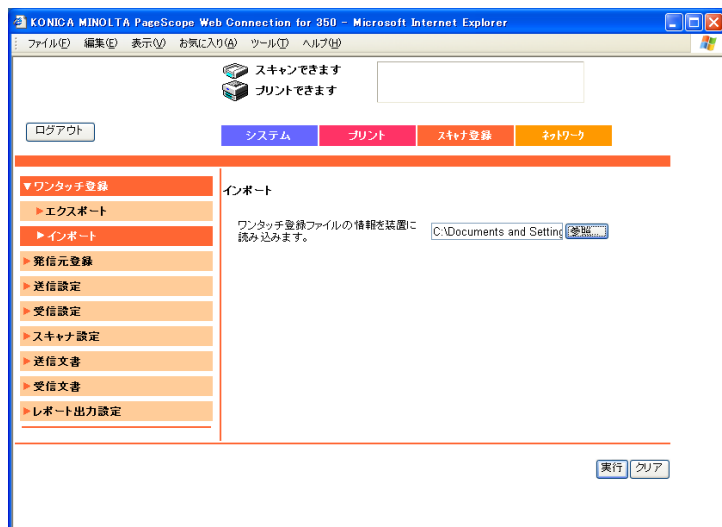 KONICA MINOLTA PageScope Web Connection for 350 - Microsoft Internet Explorer
ファイル(F) 編集(E) 表示(V) お気に入り(A) ツール(T) ヘルプ(H)
スキャンできます
プリントできます
ログアウト
システム プリント スキャナ登録 ネットワーク
▼ワンタッチ登録
▶エクスポート
▶インポート
▶発信元登録
▶送信設定
▶受信設定
▶スキャナ設定
▶送信文書
▶受信文書
▶レポート出力設定
インポート
ワンタッチ登録ファイルの情報を装置に
読み込みます。
C:\Documents and Setting 参照...
実行 クリア